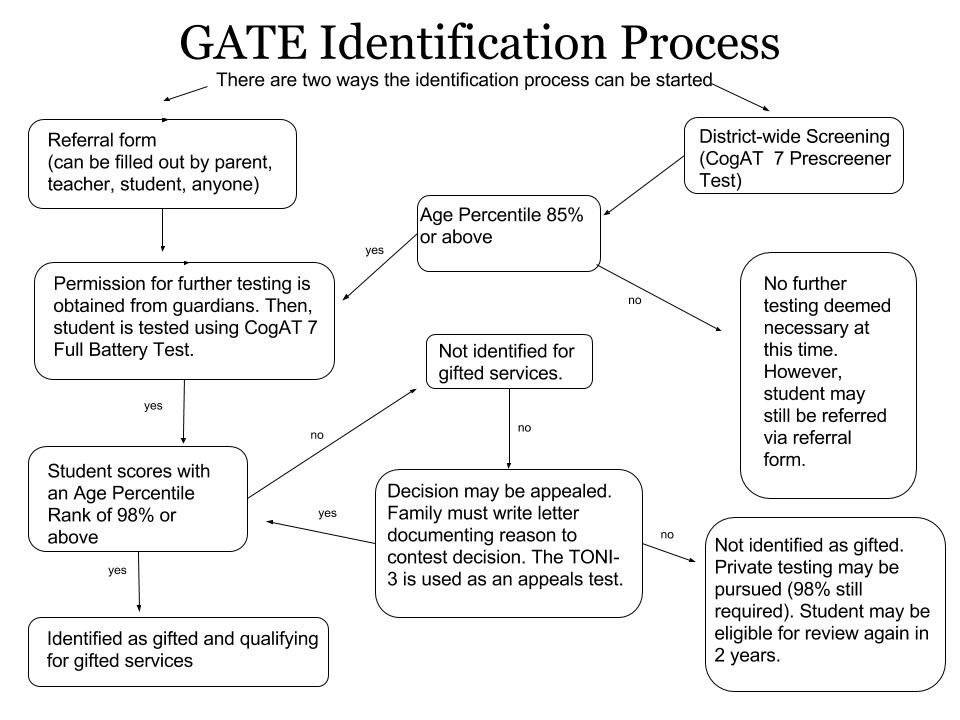 GATE Identification Process
There are two ways the identification process can be started
Referral form
(can be filled out by parent,
teacher, student, anyone)
District-wide Screening
(CogAT  7 Prescreener
Test)
Age Percentile 85%
or above
yes
no
Permission for further testing is
obtained from guardians. Then,
student is tested using CogAT 7
Full Battery Test.
No further
testing deemed
necessary at
this time.
However,
student may
still be referred
via referral
form.
Not identified for
gifted services.
yes
no
no
Student scores with
an Age Percentile
Rank of 98% or
above
Decision may be appealed.
Family must write letter
documenting reason to
contest decision. The TONI-
3 is used as an appeals test.
yes
no
Not identified as gifted.
Private testing may be
pursued (98% still
required). Student may be
eligible for review again in
2 years.
yes
Identified as gifted and qualifying
for gifted services